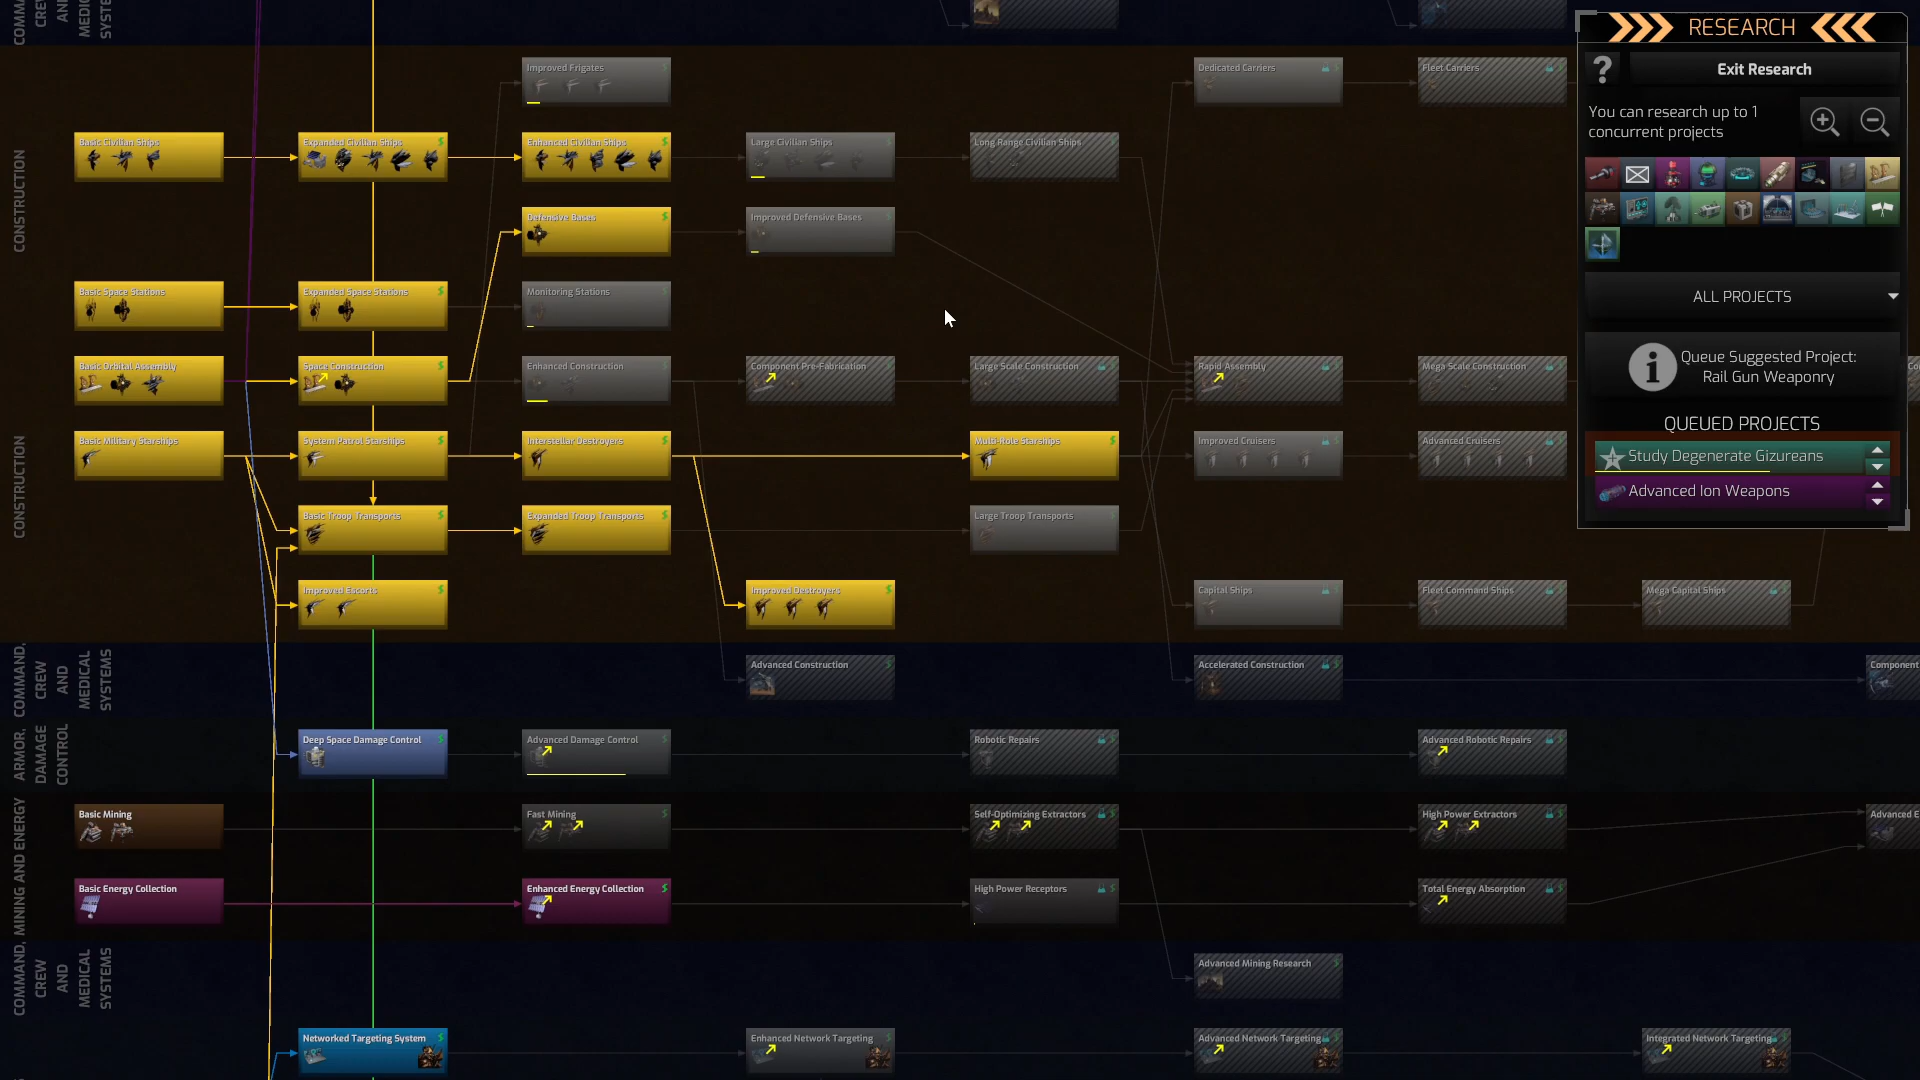 COMMAND,
CREW
AND
MEDICAL
SYSTEMS
RESEARCH
?
Exit Research
You can research up to 1
concurrent projects
ALL PROJECTS
Queue Suggested Project:
Rail Gun Weaponry
QUEUED PROJECTS
Study Degenerate Gizureans
Advanced Ion Weapons
CONSTRUCTION
Improved Frigates
Dedicated Carriers
Fleet Carriers
Basic Civilian Ships
Expanded Civilian Ships
Enhanced Civilian Ships
Large Civilian Ships
Long Range Civilian Ships
Defensive Bases
Improved Defensive Bases
Basic Space Stations
Expanded Space Stations
Monitoring Stations
Basic Orbital Assembly
Space Construction
Enhanced Construction
Component Pre-Fabrication
Large Scale Construction
Rapid Assembly
Mega Scale Construction
Co
CONSTRUCTION
Basic Military Starships
System Patrol Starships
Interstellar Destroyers
Multi-Role Starships
Improved Cruisers
Advanced Cruisers
Basic Troop Transports
Expanded Troop Transports
Large Troop Transports
Improved Escorts
Improved Destroyers
Capital Ships
Fleet Command Ships
Mega Capital Ships
COMMAND,
CREW
AND
MEDICAL
SYSTEMS
Advanced Construction
Accelerated Construction
Component
ARMOR,
DAMAGE
CONTROL
Deep Space Damage Control
Advanced Damage Control
Robotic Repairs
Advanced Robotic Repairs
MINING AND ENERGY
Basic Mining
Fast Mining
Self-Optimizing Extractors
High Power Extractors
Advanced E
Basic Energy Collection
Enhanced Energy Collection
High Power Receptors
Total Energy Absorption
COMMAND,
CREW
AND
MEDICAL
SYSTEMS
Advanced Mining Research
Networked Targeting System
Enhanced Network Targeting
Advanced Network Targeting
Integrated Network Targeting